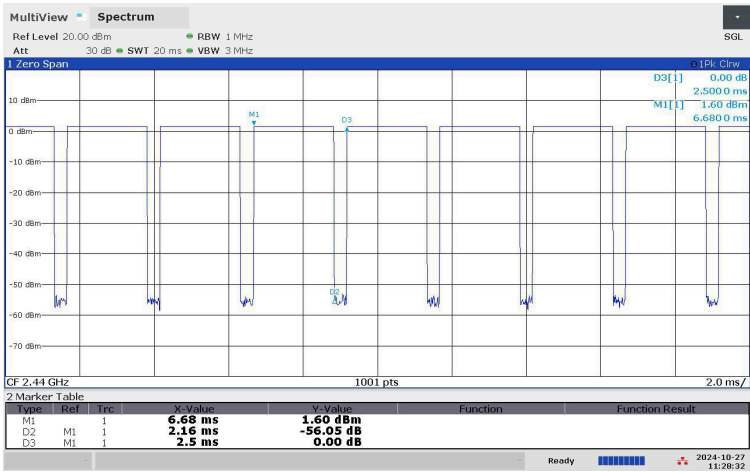 MultiView Spectrum
Ref Level 20.00 dBm RBW 1 MHz SGL
Att 30 dB SWT 20 ms VBW 3 MHz
1 Zero Span 1Pk Clrw
D3[1] 0.00 dB
2.5000 ms
M1[1] 1.60 dBm
6.6800 ms
10 dBm
M1
D3
0 dBm
-10 dBm
-20 dBm
-30 dBm
-40 dBm
-50 dBm
D2
-60 dBm
-70 dBm
CF 2.44 GHz 1001 pts 2.0 ms/
2 Marker Table
Type Ref Trc X-Value Y-Value Function Function Result
M1 1 6.68 ms 1.60 dBm
D2 M1 1 2.16 ms -56.05 dB
D3 M1 1 2.5 ms 0.00 dB
Ready 2024-10-27
11:28:32